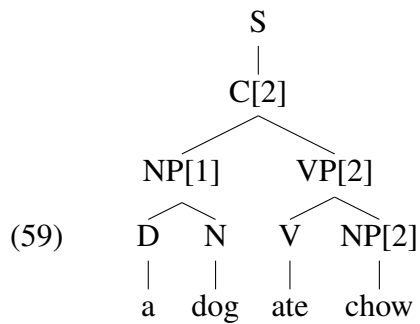 S
C[2]
NP[1] VP[2]
(59) D N V NP[2]
a dog ate chow